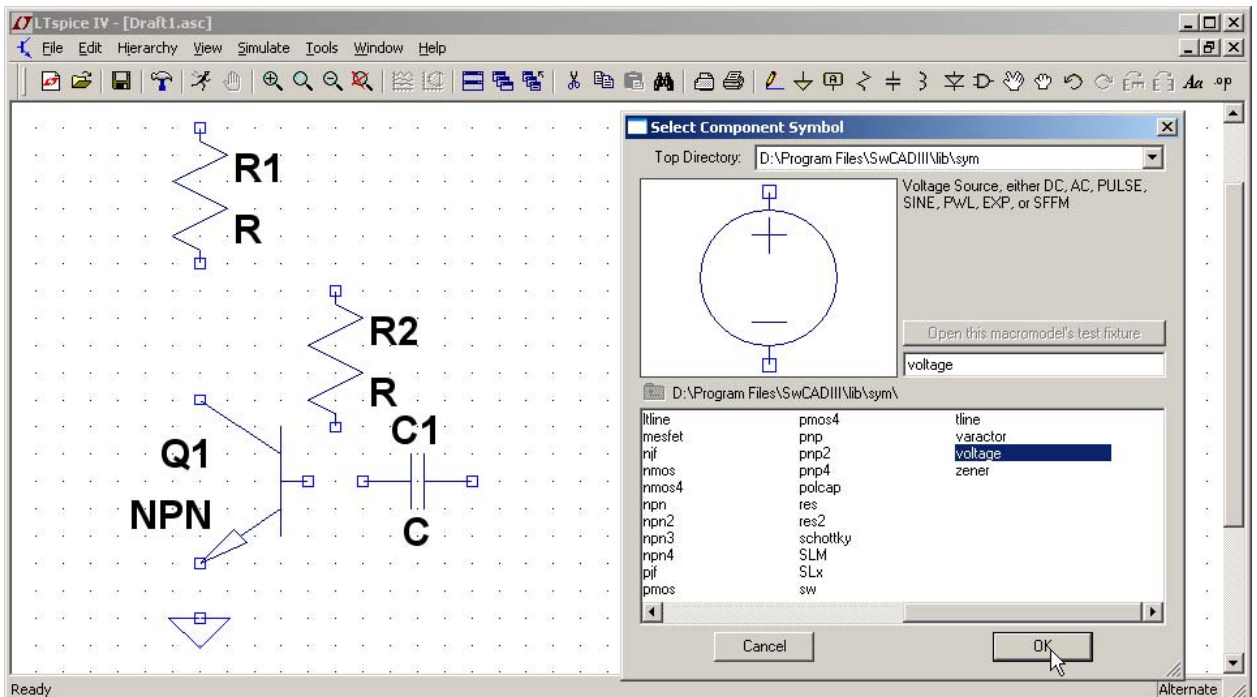 LTspice IV - [Draft1.asc]
File Edit Hierarchy View Simulate Tools Window Help
Aa .op
R1
R
R2
R
C1
C
Q1
NPN
Select Component Symbol
Top Directory: D:\Program Files\SwCADIII\lib\sym
Voltage Source, either DC, AC, PULSE,
SINE, PWL, EXP, or SFFM
Open this macromodel's test fixture
voltage
D:\Program Files\SwCADIII\lib\sym\
ltline pmos4 tline
mesfet pnp varactor
njf pnp2 voltage
nmos pnp4 zener
nmos4 polcap
npn res
npn2 res2
npn3 schottky
npn4 SLM
pjf SLx
pmos sw
Cancel OK
Ready Alternate